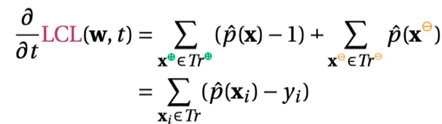 ∂/∂t LCL(w, t) = ∑_{x^⊕∈Tr^⊕} (p̂(x) − 1) + ∑_{x^⊖∈Tr^⊖} p̂(x^⊖)
= ∑_{x_i∈Tr} (p̂(x_i) − y_i)